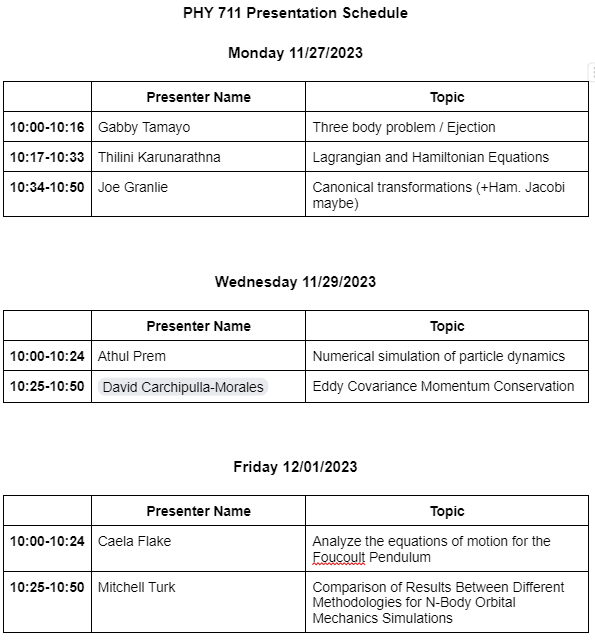 PHY 711 Presentation Schedule
Monday 11/27/2023
Presenter Name Topic
10:00-10:16 Gabby Tamayo Three body problem / Ejection
10:17-10:33 Thilini Karunarathna Lagrangian and Hamiltonian Equations
10:34-10:50 Joe Granlie Canonical transformations (+Ham. Jacobi
maybe)
Wednesday 11/29/2023
Presenter Name Topic
10:00-10:24 Athul Prem Numerical simulation of particle dynamics
10:25-10:50 David Carchipulla-Morales Eddy Covariance Momentum Conservation
Friday 12/01/2023
Presenter Name Topic
10:00-10:24 Caela Flake Analyze the equations of motion for the
Foucoult Pendulum
10:25-10:50 Mitchell Turk Comparison of Results Between Different
Methodologies for N-Body Orbital
Mechanics Simulations